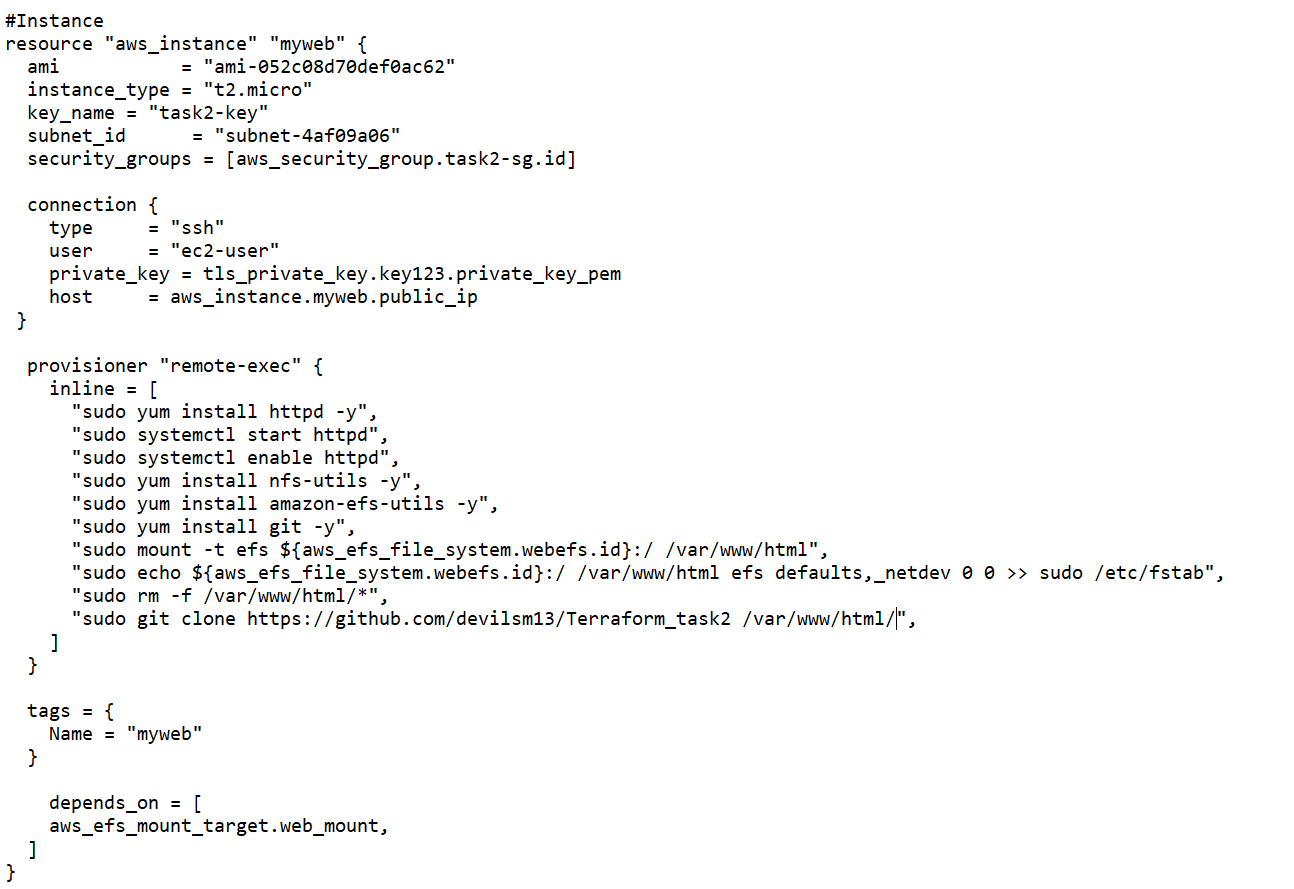 #Instance
resource "aws_instance" "myweb" {
  ami           = "ami-052c08d70def0ac62"
  instance_type = "t2.micro"
  key_name = "task2-key"
  subnet_id      = "subnet-4af09a06"
  security_groups = [aws_security_group.task2-sg.id]

  connection {
    type     = "ssh"
    user     = "ec2-user"
    private_key = tls_private_key.key123.private_key_pem
    host     = aws_instance.myweb.public_ip
 }

  provisioner "remote-exec" {
    inline = [
      "sudo yum install httpd -y",
      "sudo systemctl start httpd",
      "sudo systemctl enable httpd",
      "sudo yum install nfs-utils -y",
      "sudo yum install amazon-efs-utils -y",
      "sudo yum install git -y",
      "sudo mount -t efs ${aws_efs_file_system.webefs.id}:/ /var/www/html",
      "sudo echo ${aws_efs_file_system.webefs.id}:/ /var/www/html efs defaults,_netdev 0 0 >> sudo /etc/fstab",
      "sudo rm -f /var/www/html/*",
      "sudo git clone https://github.com/devilsm13/Terraform_task2 /var/www/html/",
    ]
  }

  tags = {
    Name = "myweb"
  }

    depends_on = [
    aws_efs_mount_target.web_mount,
  ]
}